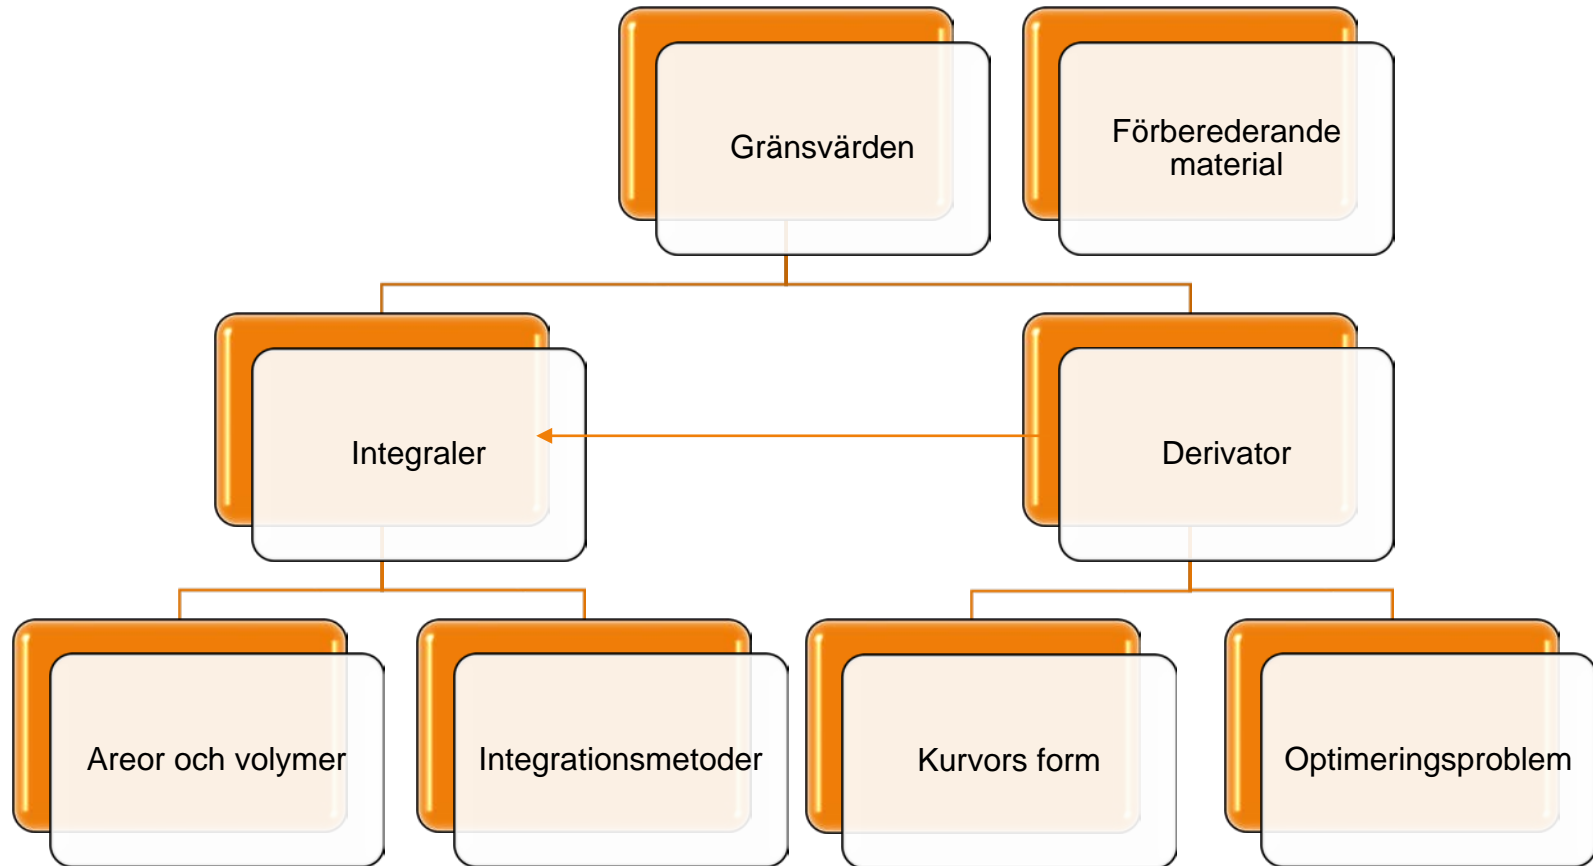 Gränsvärden
Förberederande
material
Integraler
Derivator
Areor och volymer
Integrationsmetoder
Kurvors form
Optimeringsproblem